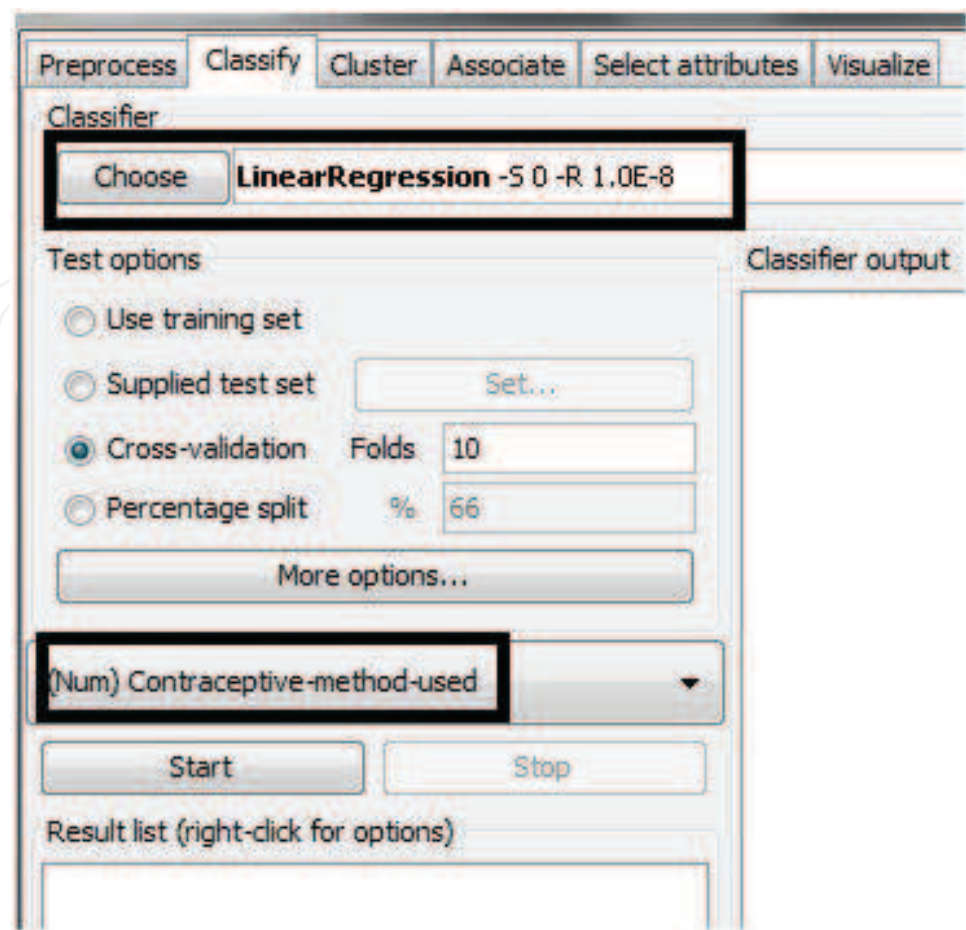 Preprocess Classify Cluster Associate Select attributes Visualize
Classifier
Choose LinearRegression -S 0 -R 1.0E-8
Test options
Classifier output
Use training set
Supplied test set Set...
Cross-validation Folds 10
Percentage split % 66
More options...
(Num) Contraceptive-method-used
Start Stop
Result list (right-click for options)